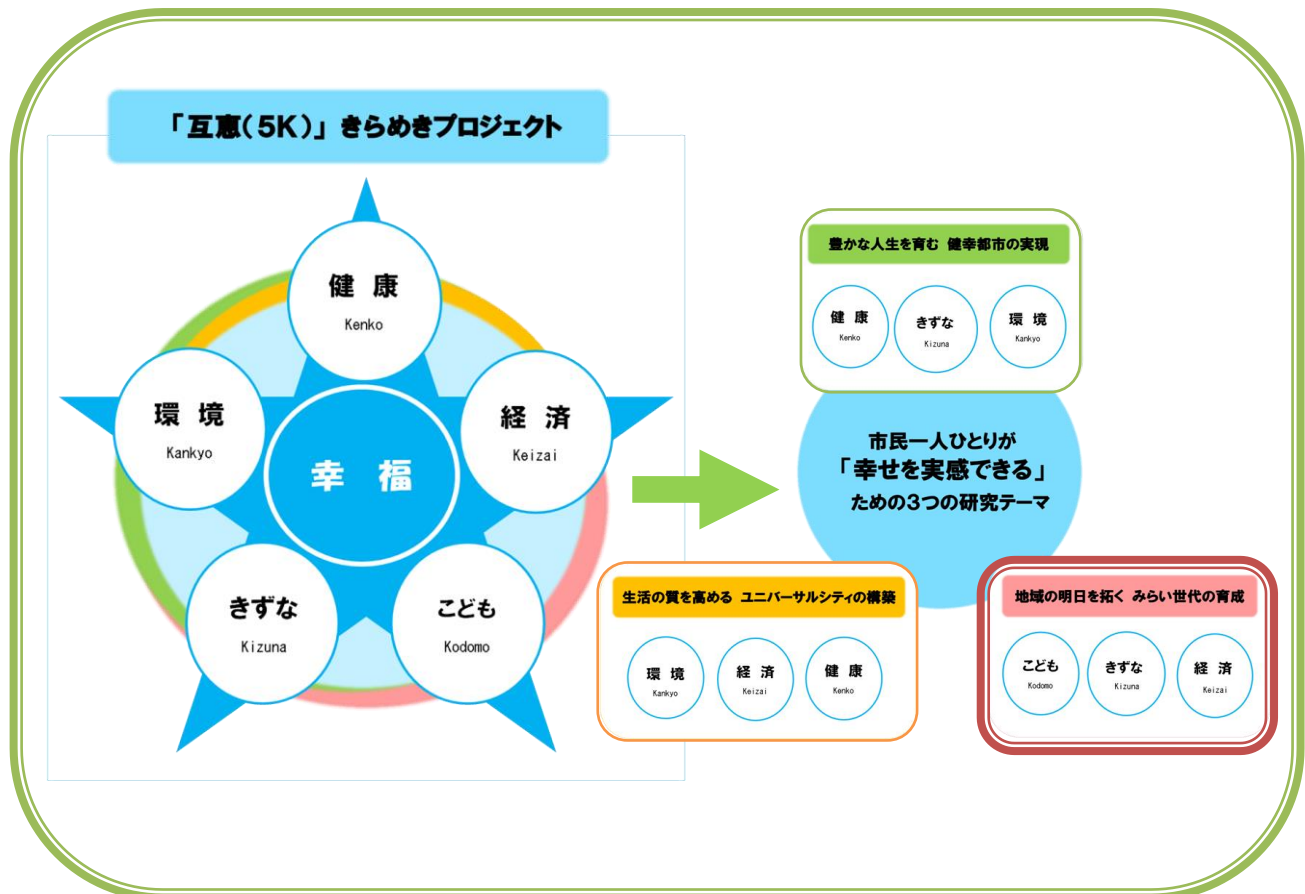 「互恵(5K)」きらめきプロジェクト
健 康
Kenko
環 境
Kankyo
経 済
Keizai
幸 福
きずな
Kizuna
こども
Kodomo
豊かな人生を育む 健幸都市の実現
健 康
Kenko
きずな
Kizuna
環 境
Kankyo
市民一人ひとりが
「幸せを実感できる」
ための3つの研究テーマ
生活の質を高める ユニバーサルシティの構築
環 境
Kankyo
経 済
Keizai
健 康
Kenko
地域の明日を拓く みらい世代の育成
こども
Kodomo
きずな
Kizuna
経 済
Keizai